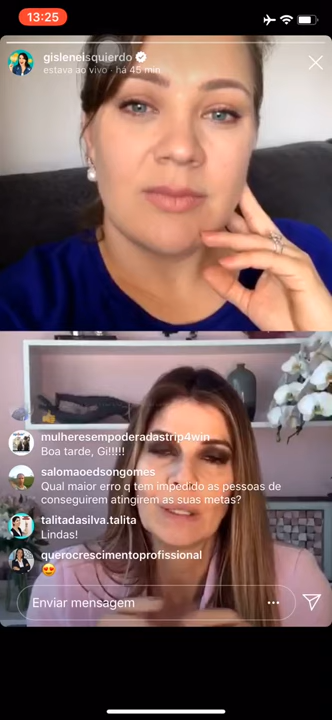 13:25
gisleneisquierdo
estava ao vivo · há 45 min
mulheresempoderadastrip4win
Boa tarde, Gi!!!!!
salomaoedsongomes
Qual maior erro q tem impedido as pessoas de
conseguirem atingirem as suas metas?
talitadasilva.talita
Lindas!
querocrescimentoprofissional
😍
Enviar mensagem